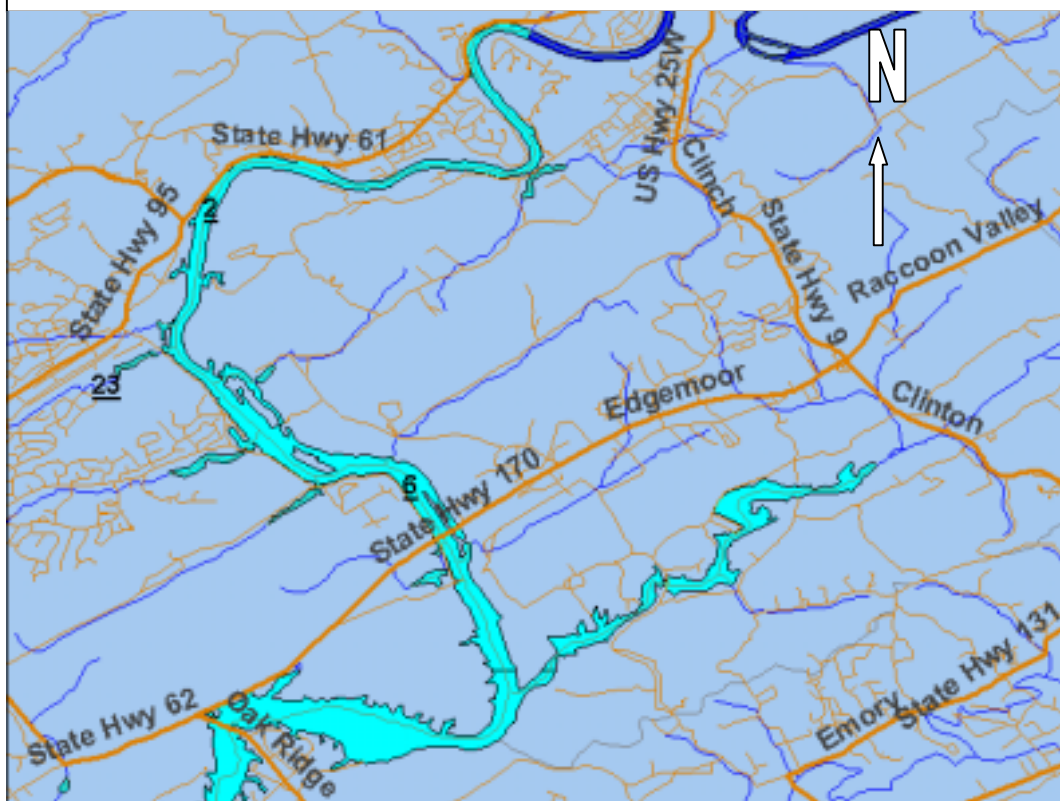 N
State Hwy 61
US Hwy 25W
Clinch
State Hwy 95
2
State Hwy 9
Raccoon Valley
23
Edgemoor
Clinton
6
State Hwy 170
State Hwy 62
Oak Ridge
Emory
State Hwy 131